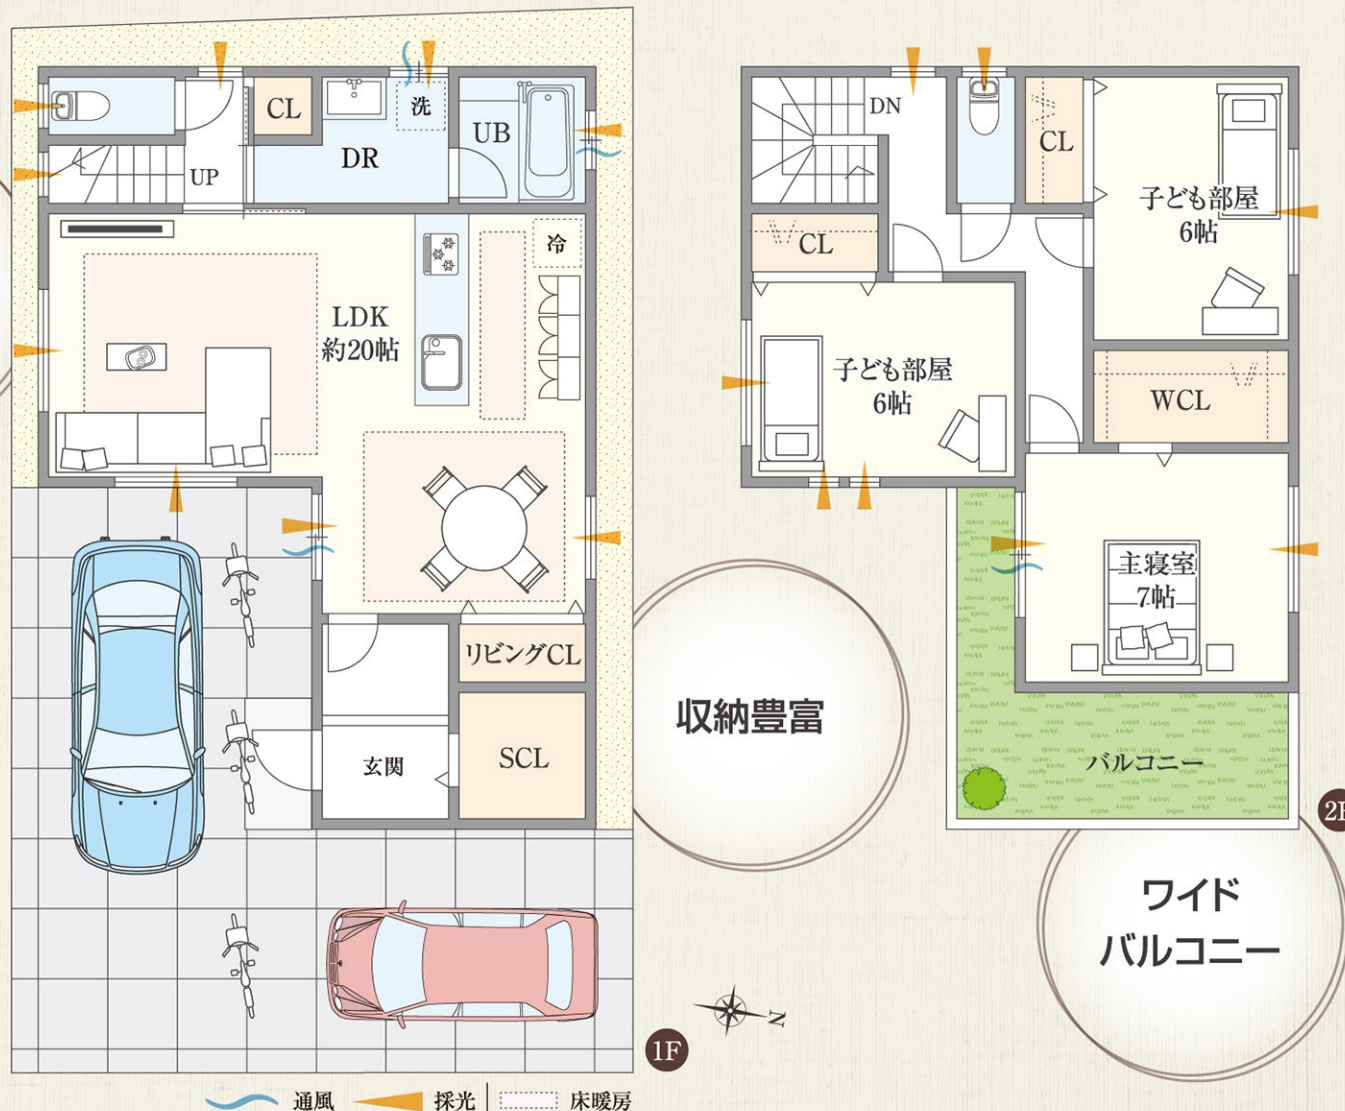 CL
洗
DR
UB
UP
LDK
約20帖
冷
リビングCL
玄関
SCL
DN
CL
子ども部屋
6帖
CL
子ども部屋
6帖
WCL
主寝室
7帖
バルコニー
収納豊富
ワイド
バルコニー
N
1F
2F
通風
採光
床暖房